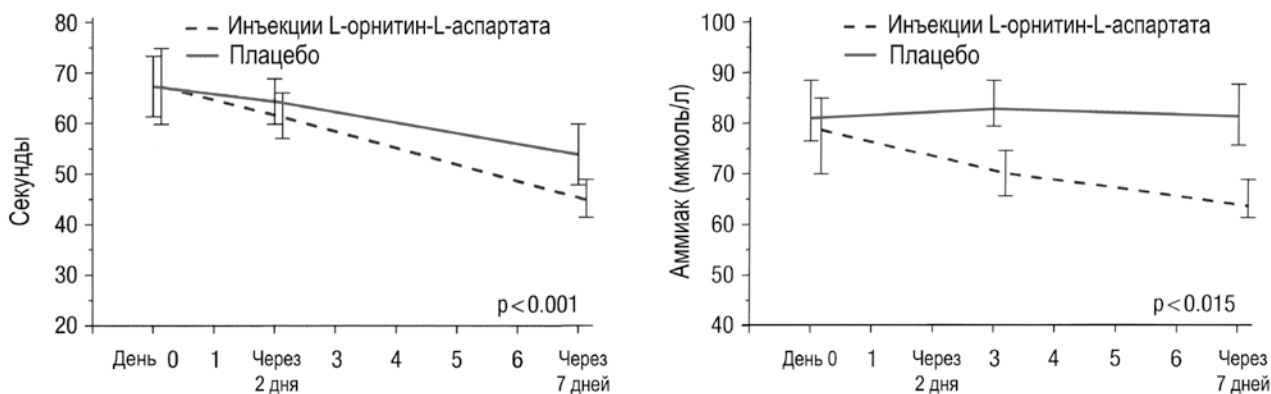 80
70
60
50
40
30
20
Секунды
Инъекции L-орнитин-L-аспартата
Плацебо
p<0.001
День 0 1 Через 2 дня 3 4 5 6 Через 7 дней
100
90
80
70
60
50
40
Аммиак (мкмоль/л)
Инъекции L-орнитин-L-аспартата
Плацебо
p<0.015
День 0 1 Через 2 дня 3 4 5 6 Через 7 дней